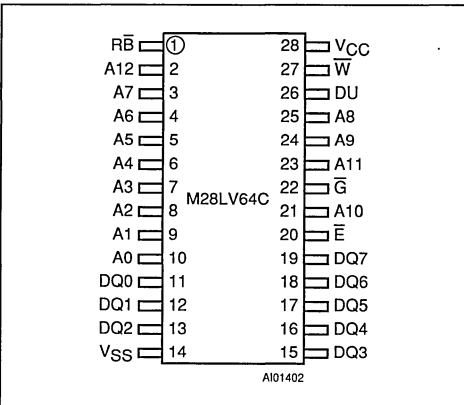 RB̅ ① 28 VCC
A12 2 27 W̅
A7 3 26 DU
A6 4 25 A8
A5 5 24 A9
A4 6 23 A11
A3 7 22 G̅
M28LV64C
A2 8 21 A10
A1 9 20 E̅
A0 10 19 DQ7
DQ0 11 18 DQ6
DQ1 12 17 DQ5
DQ2 13 16 DQ4
VSS 14 15 DQ3
AI01402